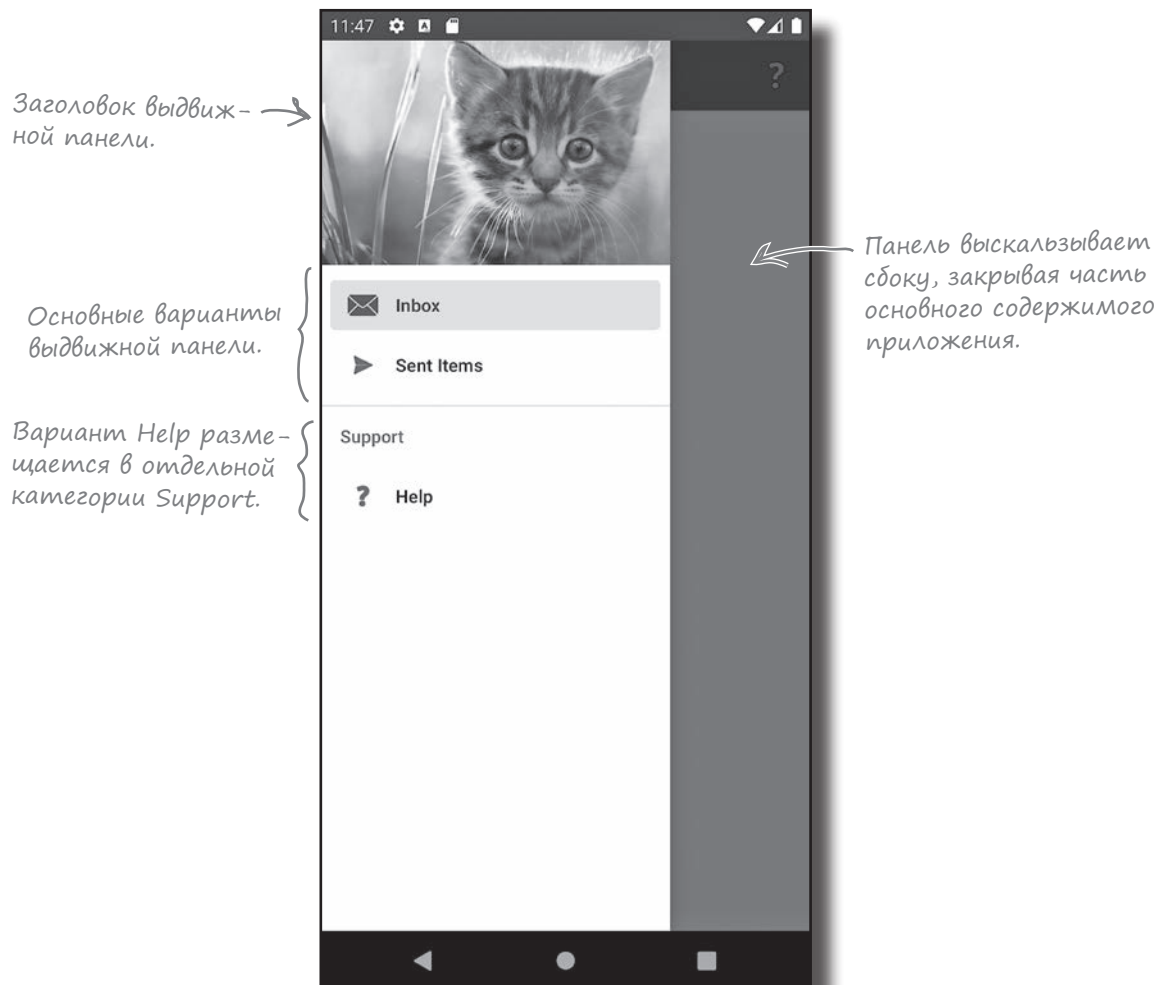 11:47
?
Заголовок выдвиж-
ной панели.
Панель выскальзывает
сбоку, закрывая часть
основного содержимого
приложения.
Основные варианты
выдвижной панели.
Inbox
Sent Items
Вариант Help разме-
щается в отдельной
категории Support.
Support
? Help